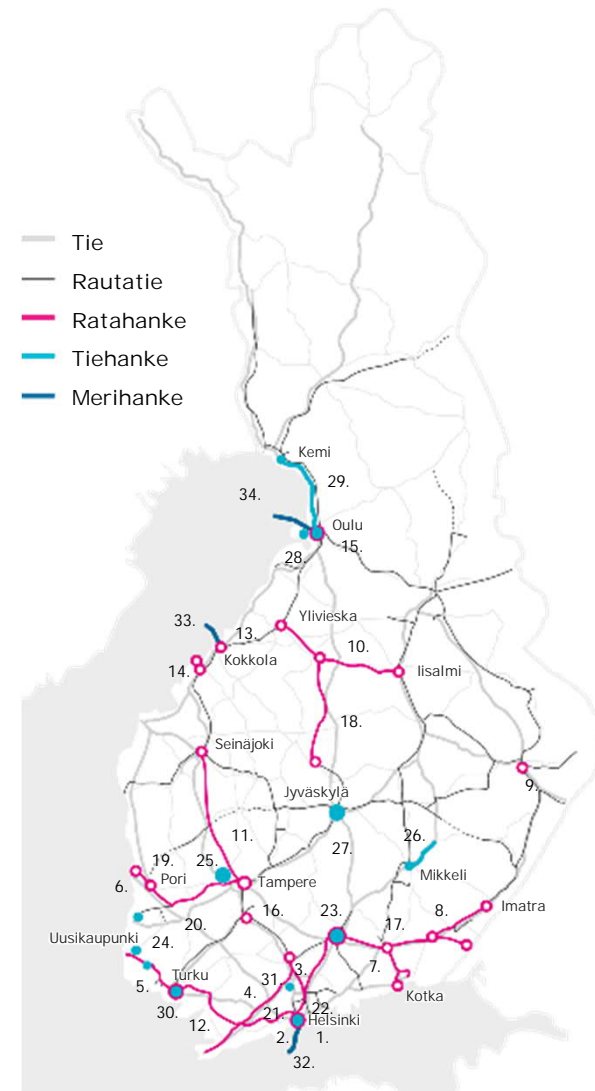 Tie
Rautatie
Ratahanke
Tiehanke
Merihanke
Kemi
29.
34.
Oulu
15.
28.
Ylivieska
33.
13.
10.
Kokkola
14.
Iisalmi
18.
Seinäjoki
9.
Jyväskylä
11.
26.
27.
19.
25.
Mikkeli
6.
Pori
Tampere
16.
23.
8.
Imatra
20.
17.
Uusikaupunki
24.
3.
7.
5.
Turku
31.
4.
Kotka
30.
21.
22.
12.
Helsinki
2.
1.
32.